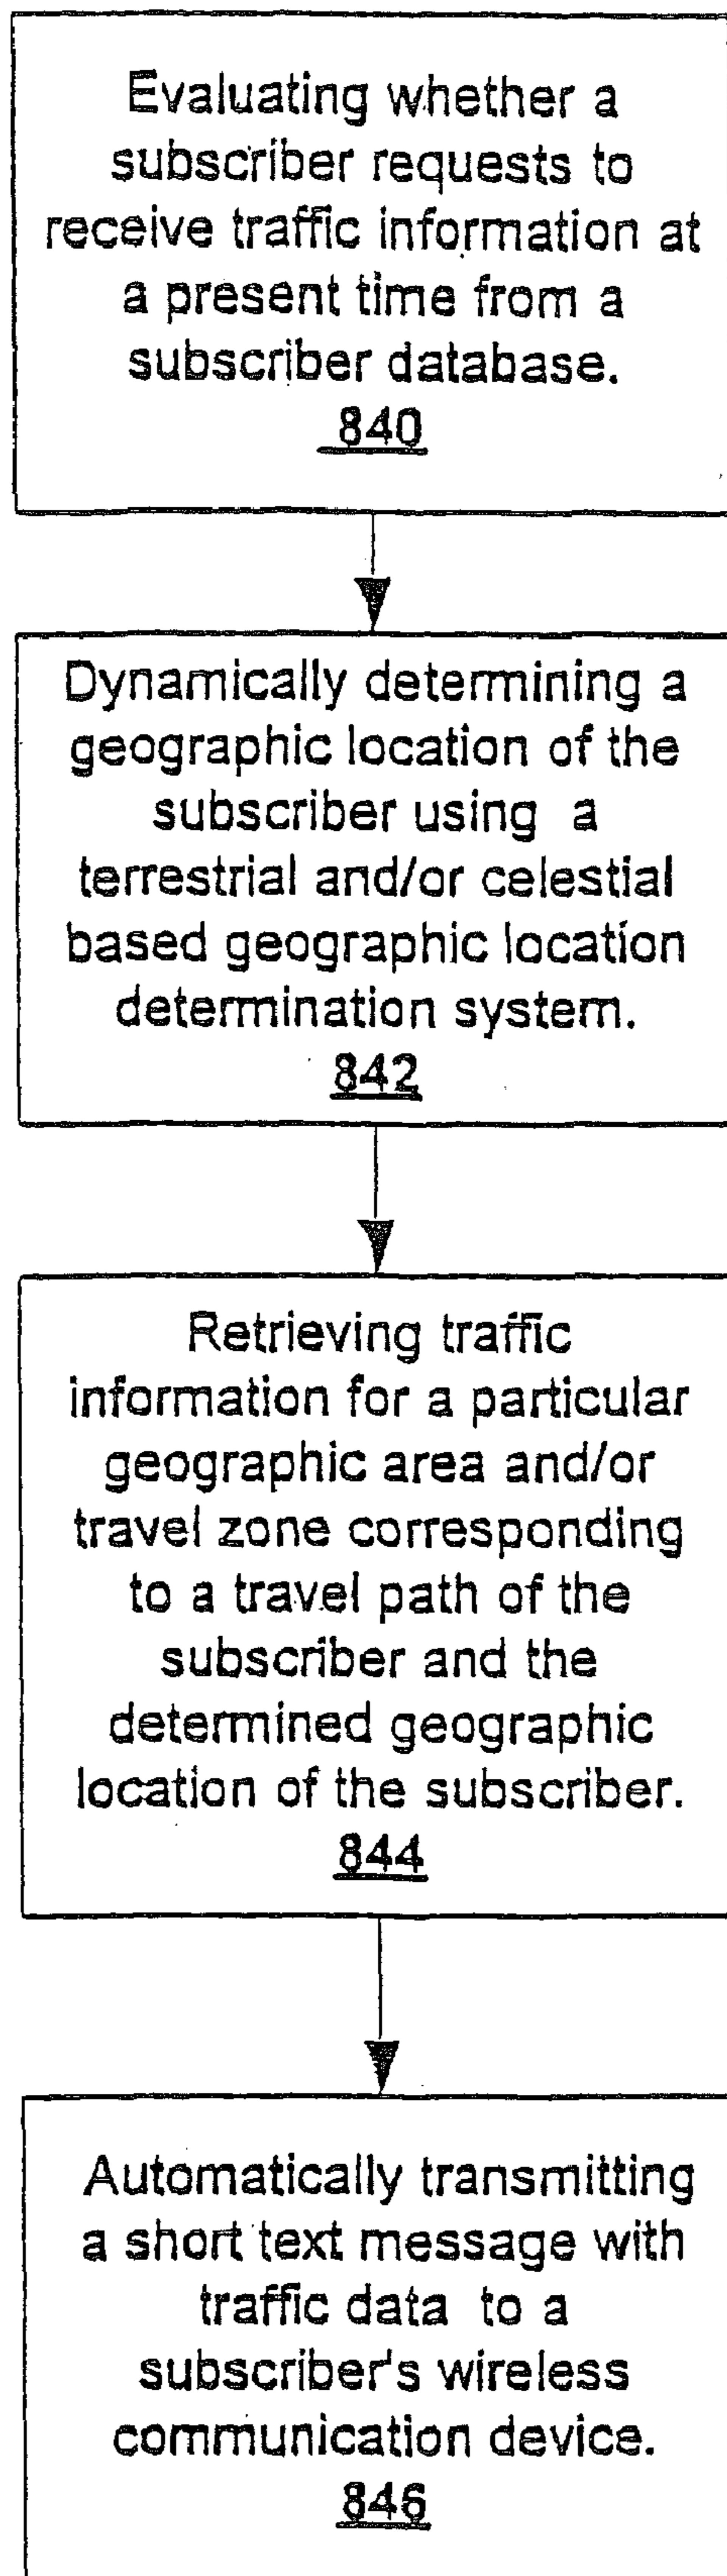 Evaluating whether a
subscriber requests to
receive traffic information at
a present time from a
subscriber database.
840
Dynamically determining a
geographic location of the
subscriber using a
terrestrial and/or celestial
based geographic location
determination system.
842
Retrieving traffic
information for a particular
geographic area and/or
travel zone corresponding
to a travel path of the
subscriber and the
determined geographic
location of the subscriber.
844
Automatically transmitting
a short text message with
traffic data to a
subscriber's wireless
communication device.
846